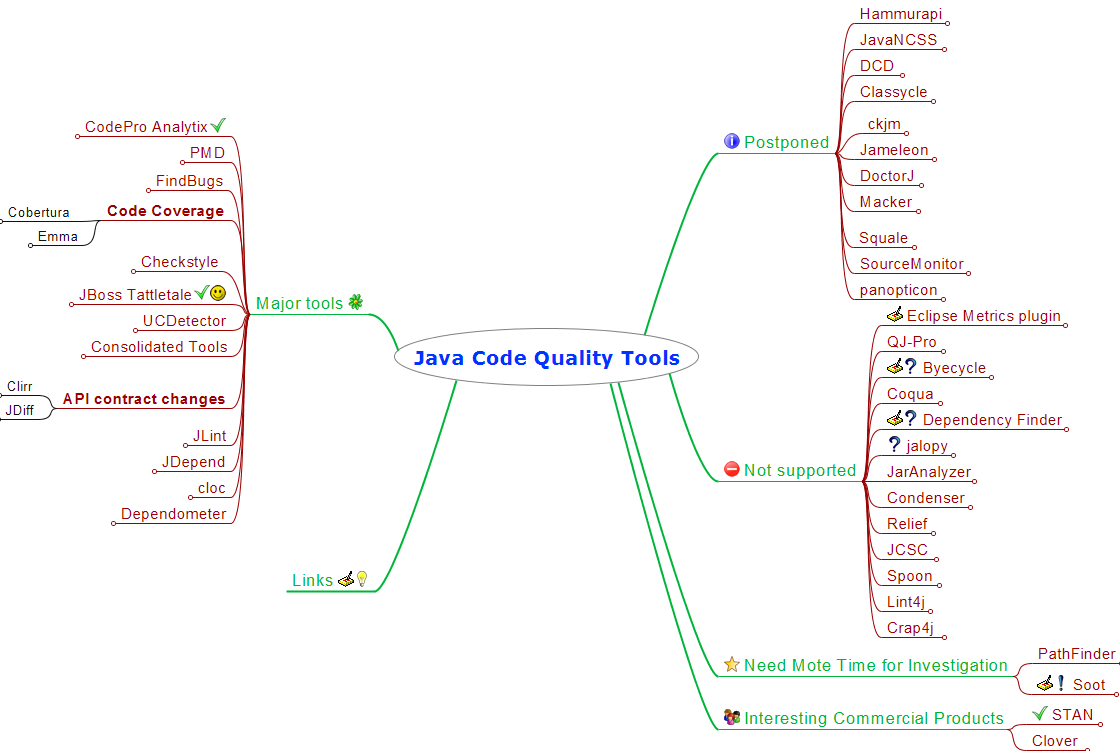 Java Code Quality Tools
Major tools
CodePro Analytix
PMD
FindBugs
Code Coverage
Cobertura
Emma
Checkstyle
JBoss Tattletale
UCDetector
Consolidated Tools
API contract changes
Clirr
JDiff
JLint
JDepend
cloc
Dependometer
Links
Postponed
Hammurapi
JavaNCSS
DCD
Classycle
ckjm
Jameleon
DoctorJ
Macker
Squale
SourceMonitor
panopticon
Not supported
Eclipse Metrics plugin
QJ-Pro
? Byecycle
Coqua
? Dependency Finder
? jalopy
JarAnalyzer
Condenser
Relief
JCSC
Spoon
Lint4j
Crap4j
Need Mote Time for Investigation
PathFinder
! Soot
Interesting Commercial Products
STAN
Clover